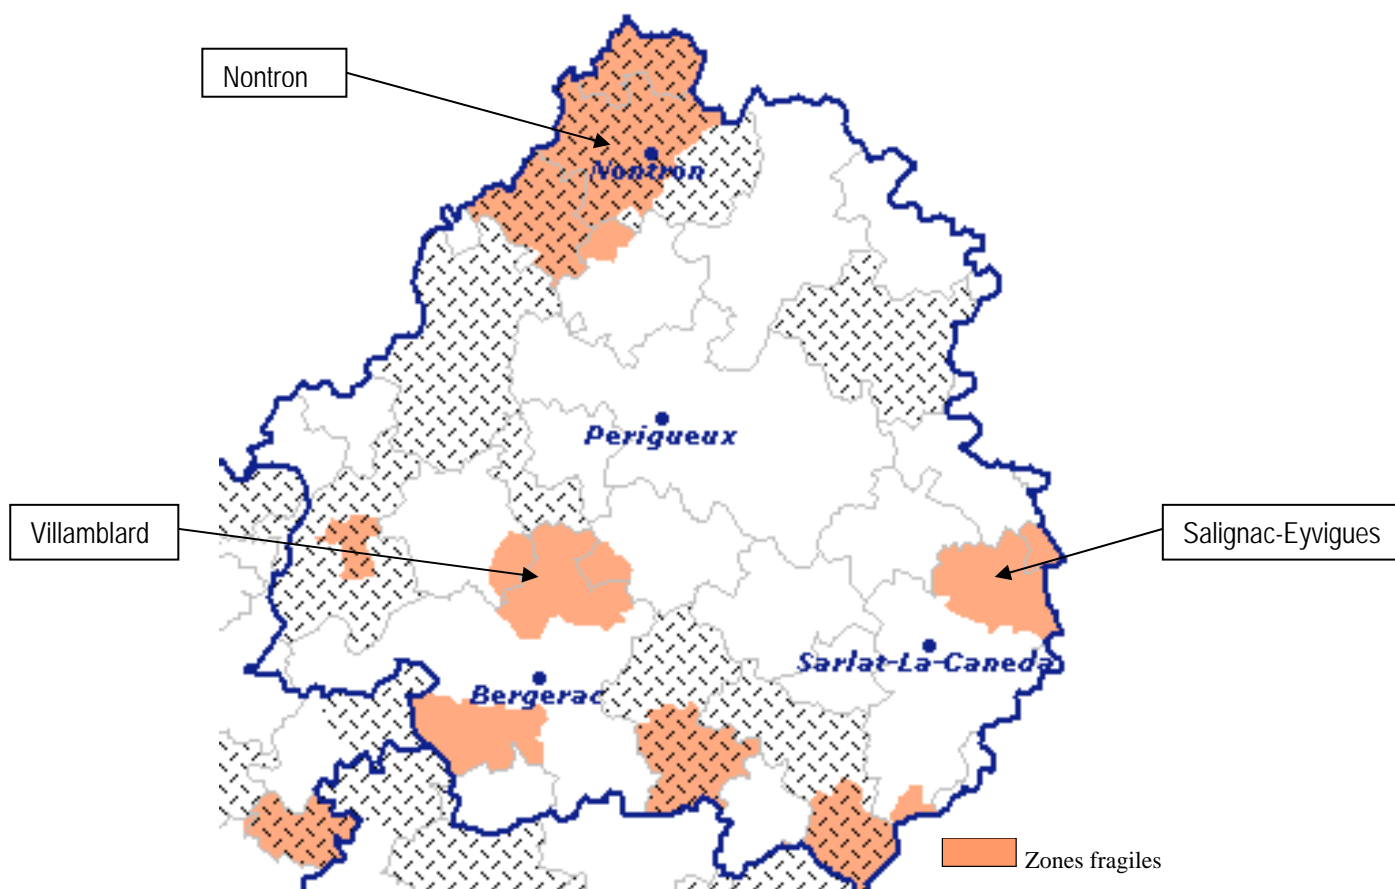 Nontron
Nontron
Perigueux
Villamblard
Salignac-Eyvigues
Sarlat-La-Caneda
Bergerac
Zones fragiles